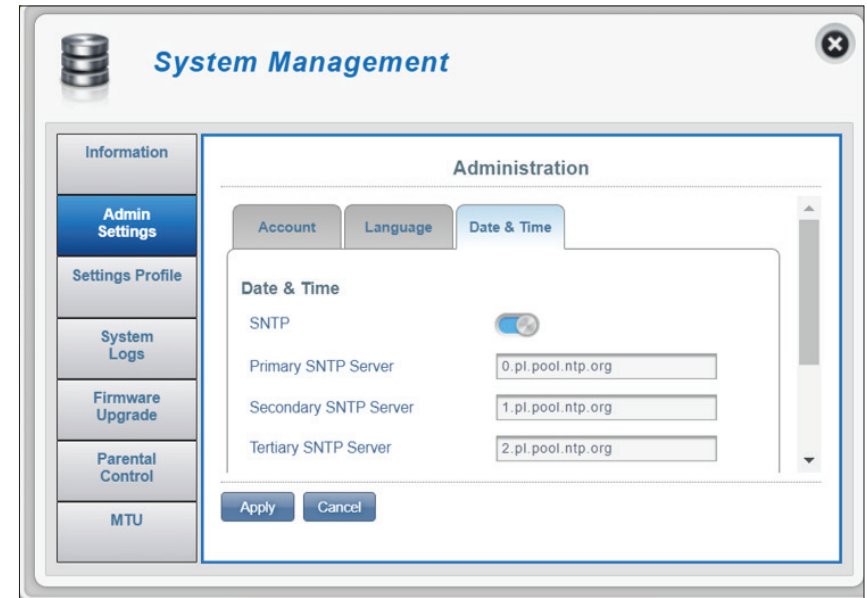 System Management
Information
Admin
Settings
Settings Profile
System
Logs
Firmware
Upgrade
Parental
Control
MTU
Administration
Account
Language
Date & Time
Date & Time
SNTP
Primary SNTP Server
0.pl.pool.ntp.org
Secondary SNTP Server
1.pl.pool.ntp.org
Tertiary SNTP Server
2.pl.pool.ntp.org
Apply
Cancel